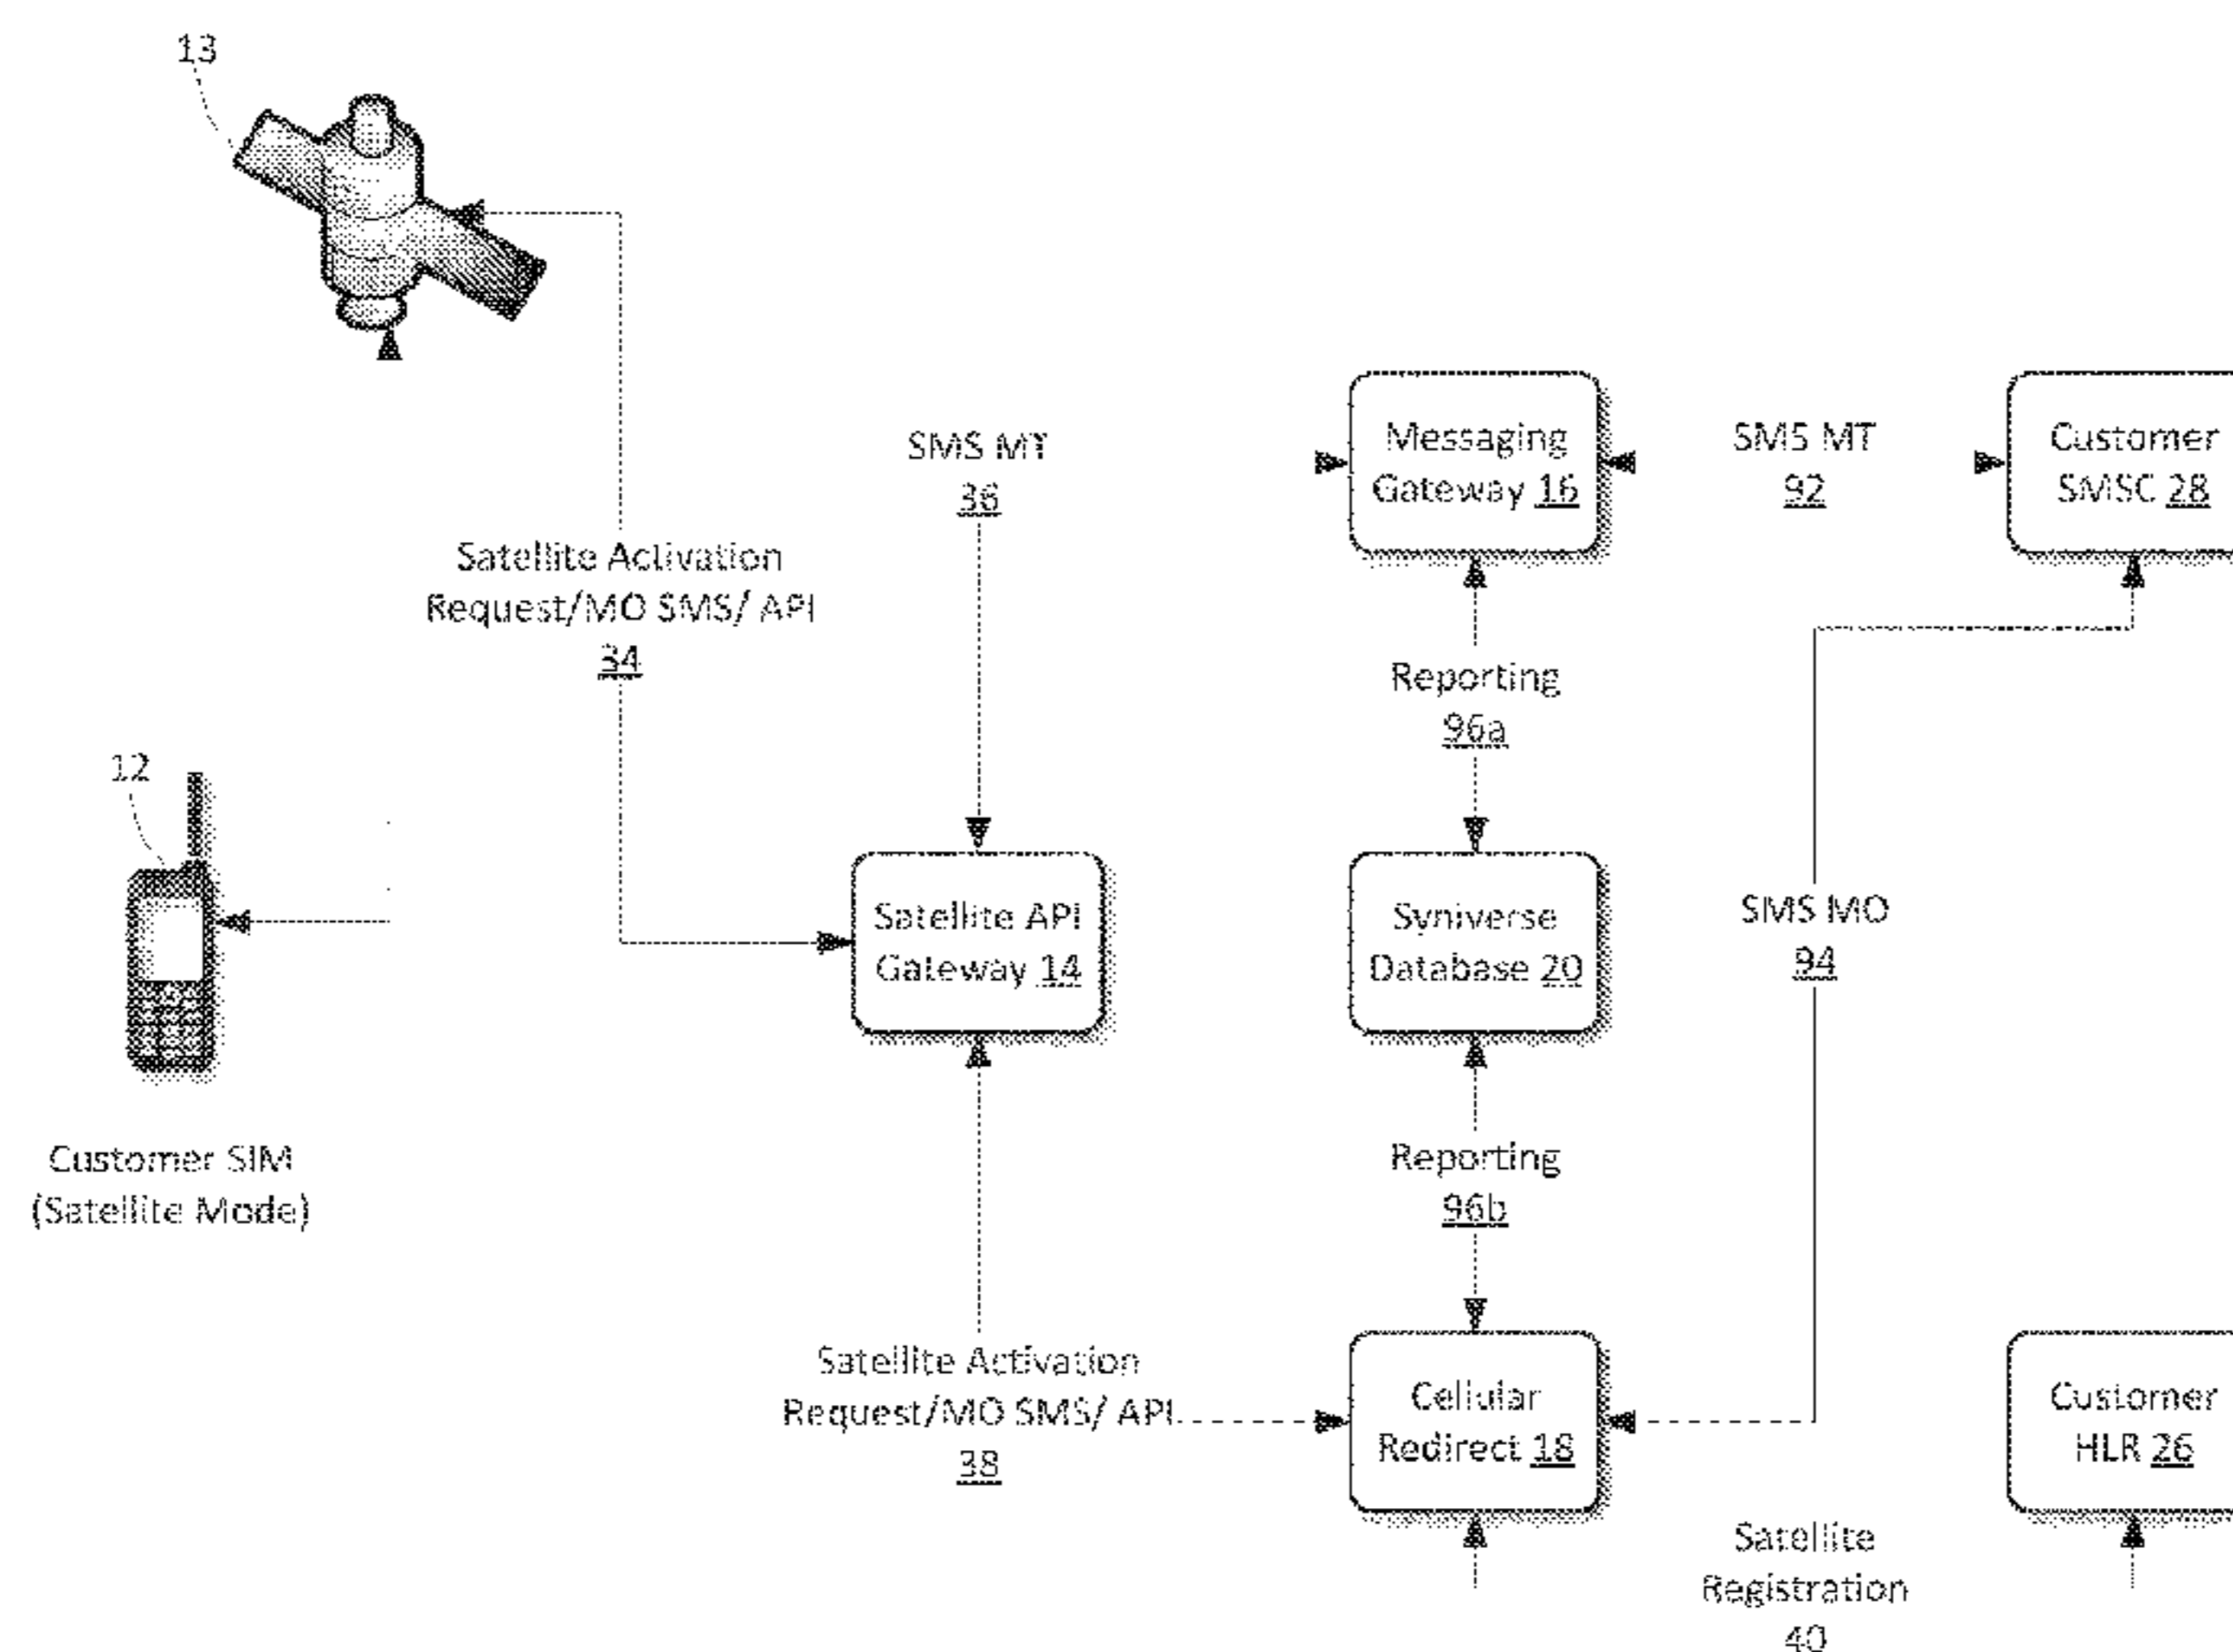 13
SMS MT
36
Messaging
Gateway 16
SMS MT
92
Customer
SMSC 28
Satellite Activation
Request/MO SMS/ API
34
Reporting
96a
12
Satellite API
Gateway 14
Syniverse
Database 20
SMS MO
94
Customer SIM
(Satellite Mode)
Reporting
96b
Satellite Activation
Request/MO SMS/ API
38
Cellular
Redirect 18
Customer
HLR 26
Satellite
Registration
40